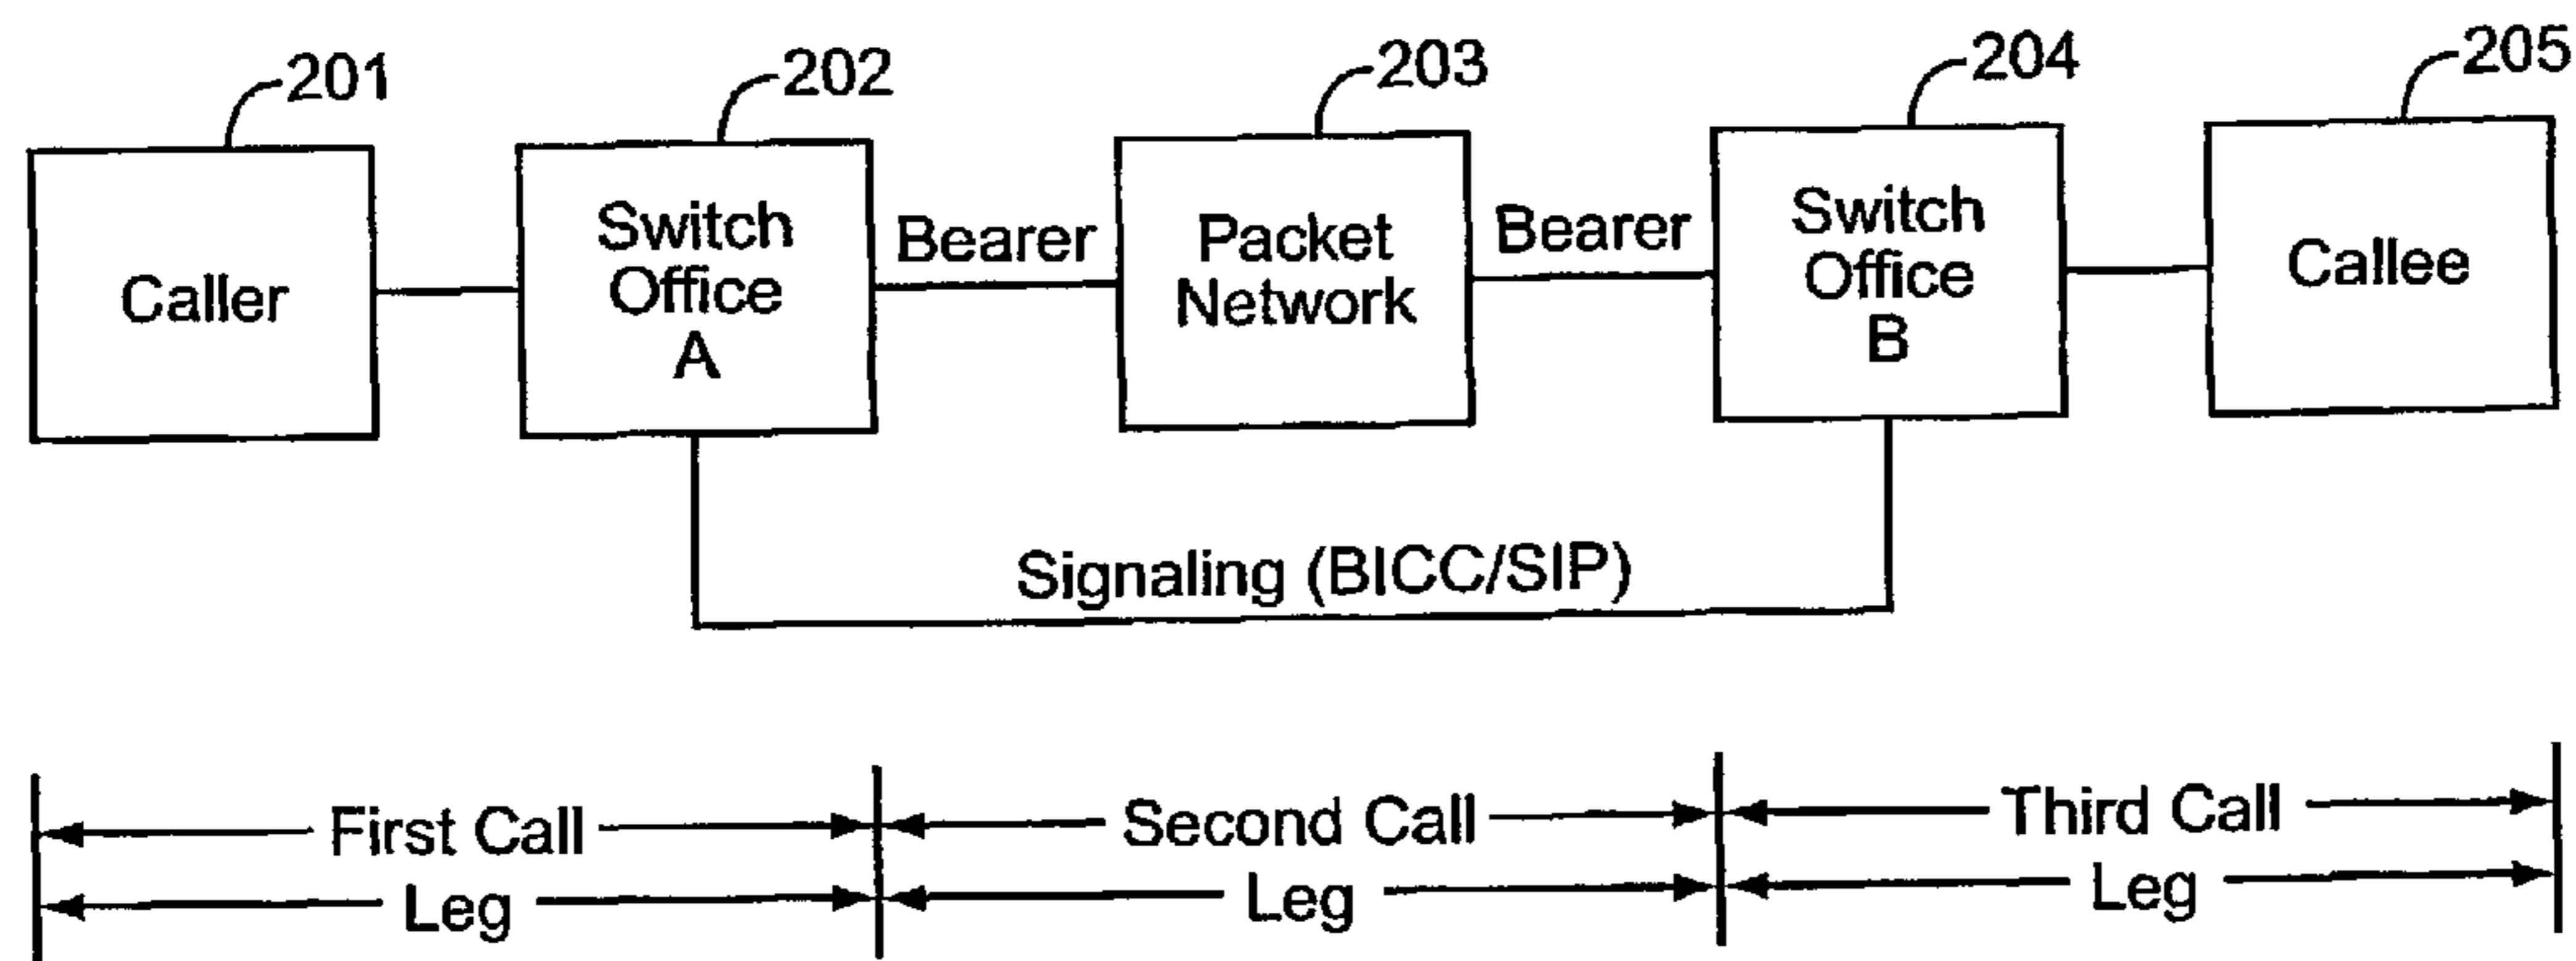 201
202
203
204
205
Caller
Switch
Office
A
Bearer
Packet
Network
Bearer
Switch
Office
B
Callee
Signaling (BICC/SIP)
First Call
Leg
Second Call
Leg
Third Call
Leg